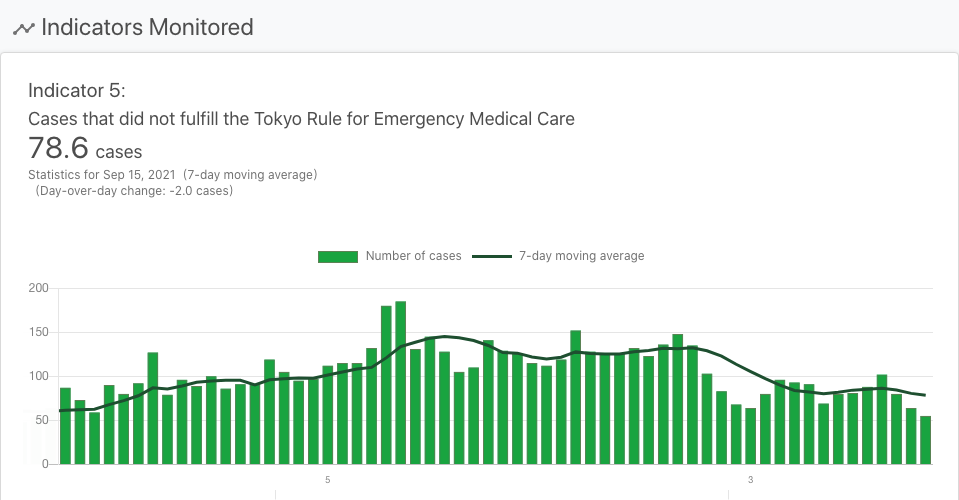 Indicators Monitored
Indicator 5:
Cases that did not fulfill the Tokyo Rule for Emergency Medical Care
78.6 cases
Statistics for Sep 15, 2021 (7-day moving average)
(Day-over-day change: -2.0 cases)
Number of cases 7-day moving average
200
150
100
50
0
5 3